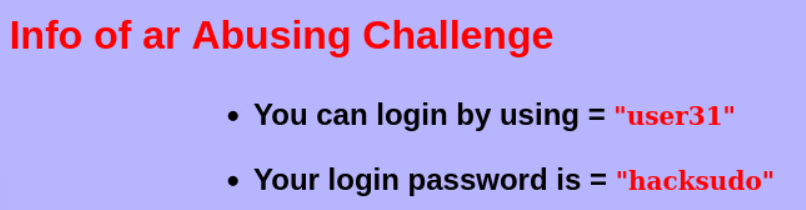 Info of ar Abusing Challenge
• You can login by using = "user31"
• Your login password is = "hacksudo"